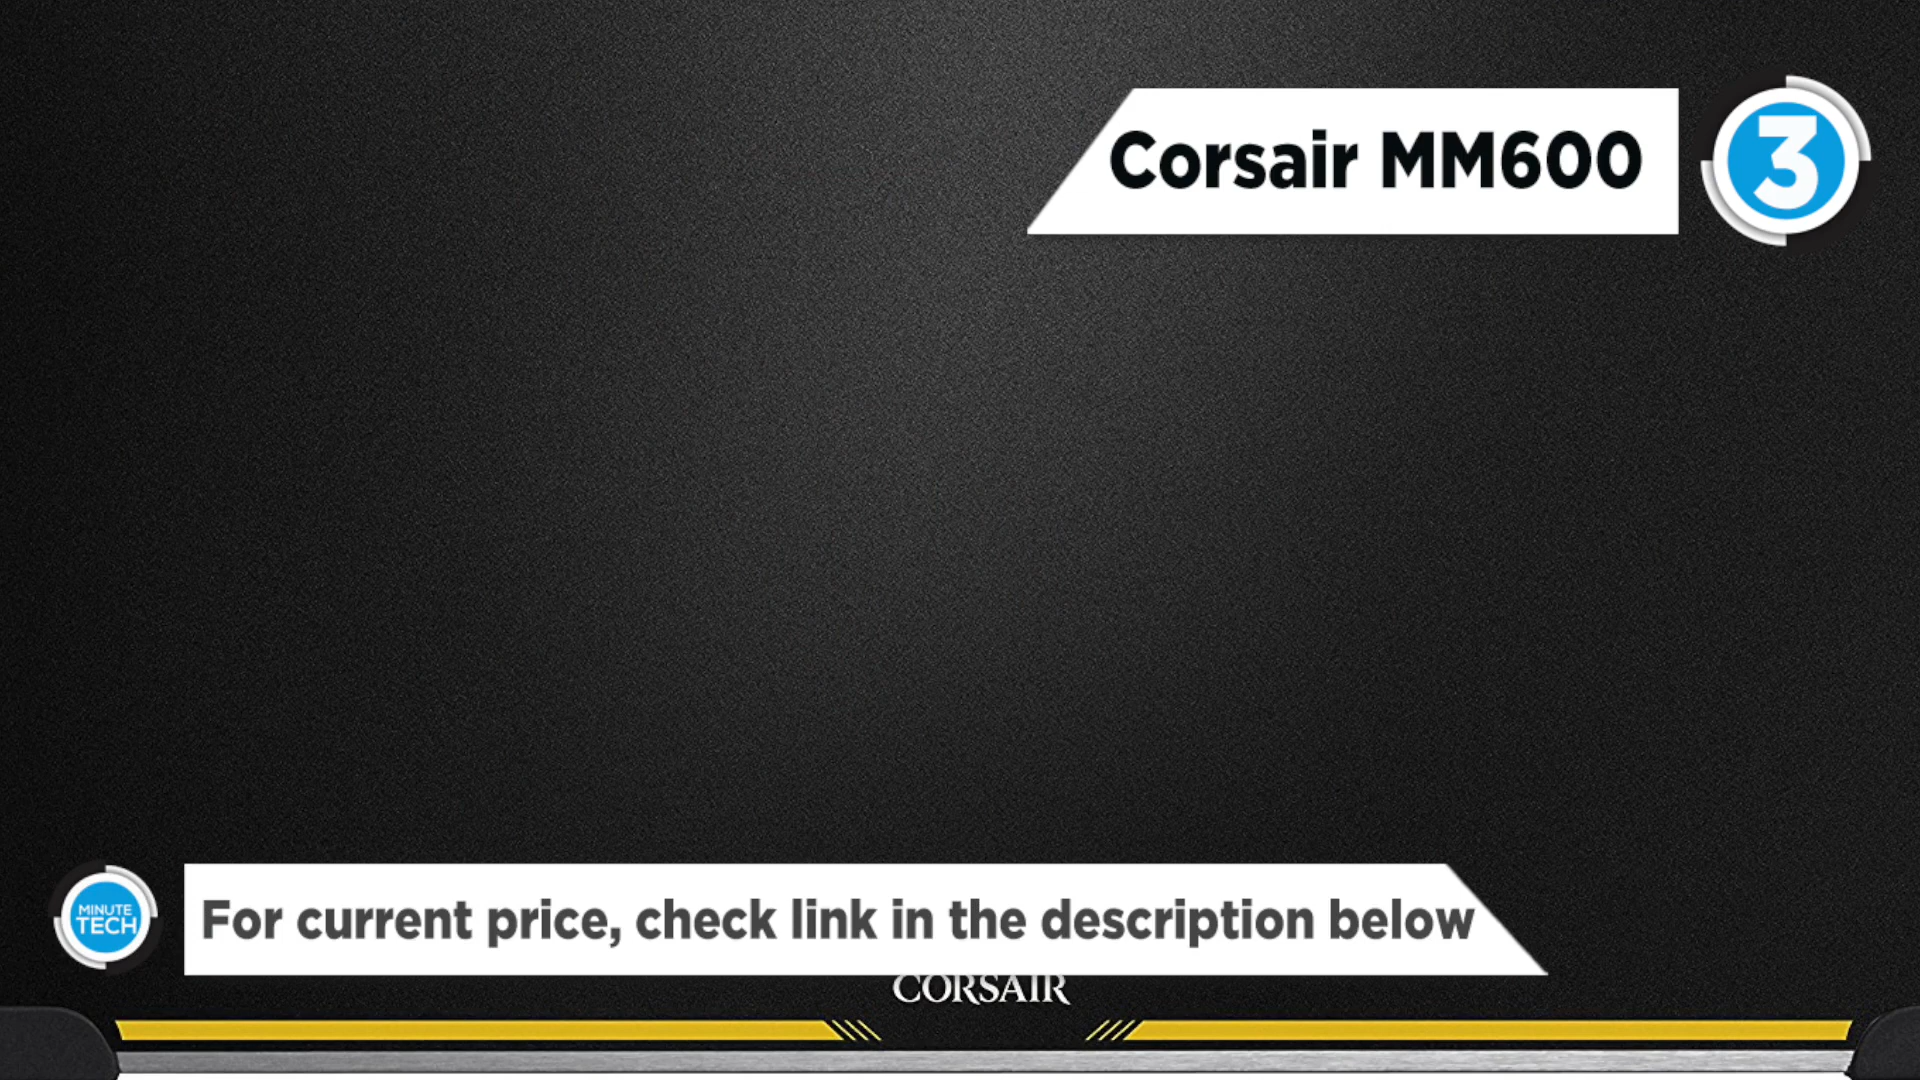 Corsair MM600
3
MINUTE
TECH
For current price, check link in the description below
CORSAIR